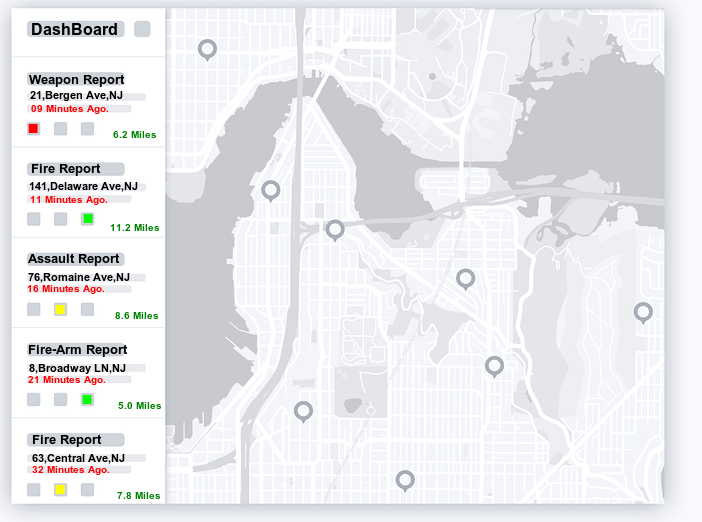 DashBoard
Weapon Report
21,Bergen Ave,NJ
09 Minutes Ago.
6.2 Miles
Fire Report
141,Delaware Ave,NJ
11 Minutes Ago.
11.2 Miles
Assault Report
76,Romaine Ave,NJ
16 Minutes Ago.
8.6 Miles
Fire-Arm Report
8,Broadway LN,NJ
21 Minutes Ago.
5.0 Miles
Fire Report
63,Central Ave,NJ
32 Minutes Ago.
7.8 Miles